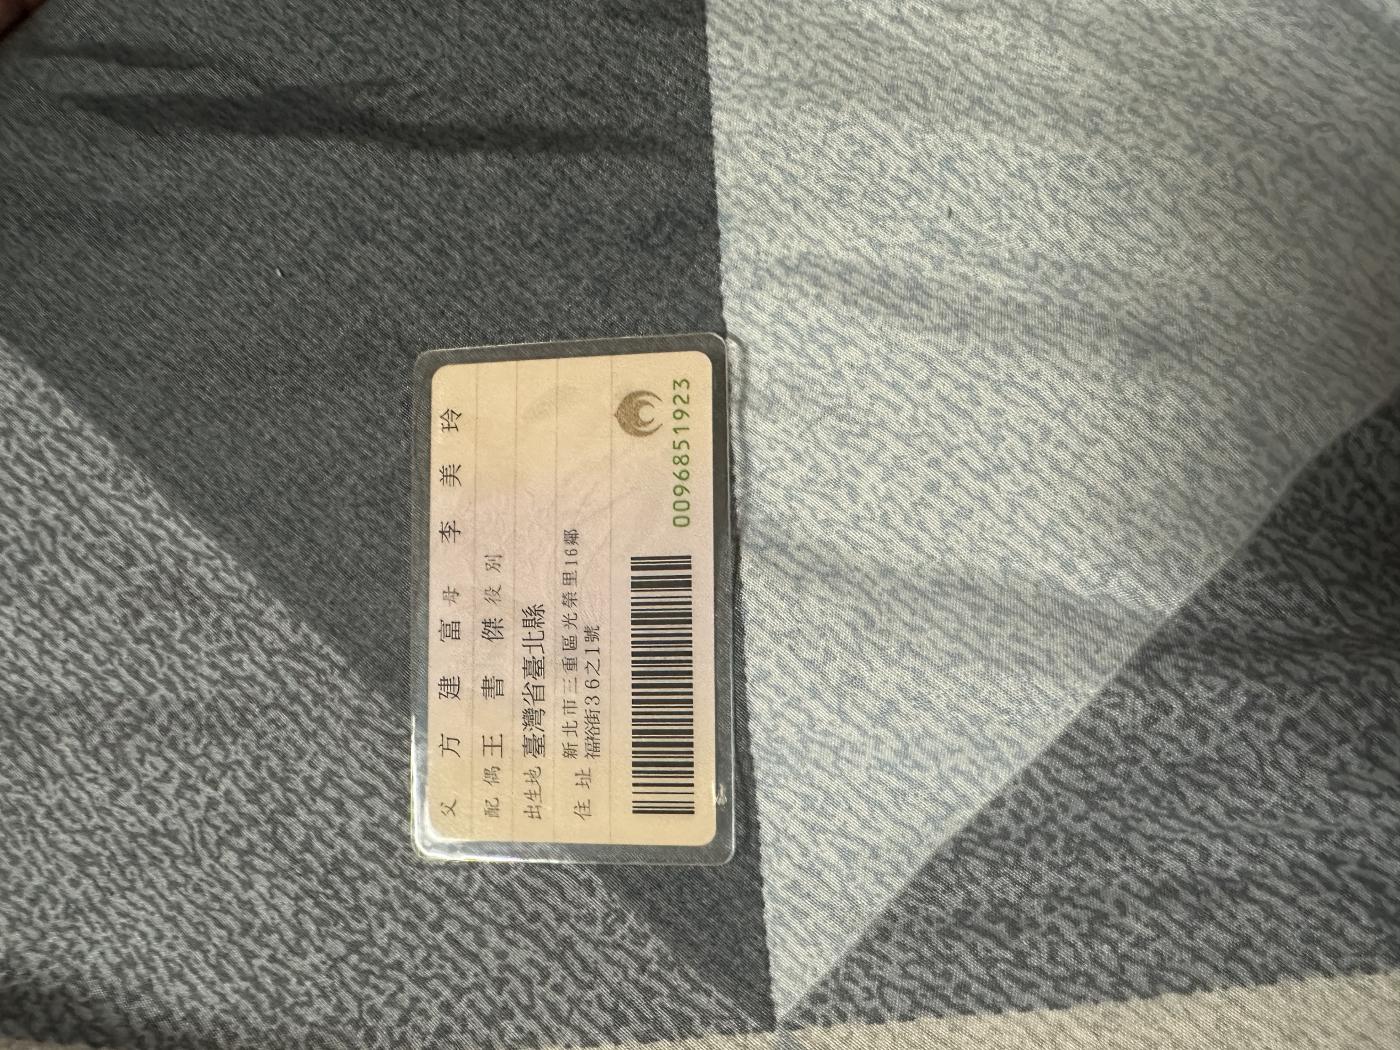 父 方建富 母 李美玲
配偶 王書傑 役別
出生地 臺灣省臺北縣
住址 新北市三重區光榮里16鄰
福裕街36之1號
0096851923